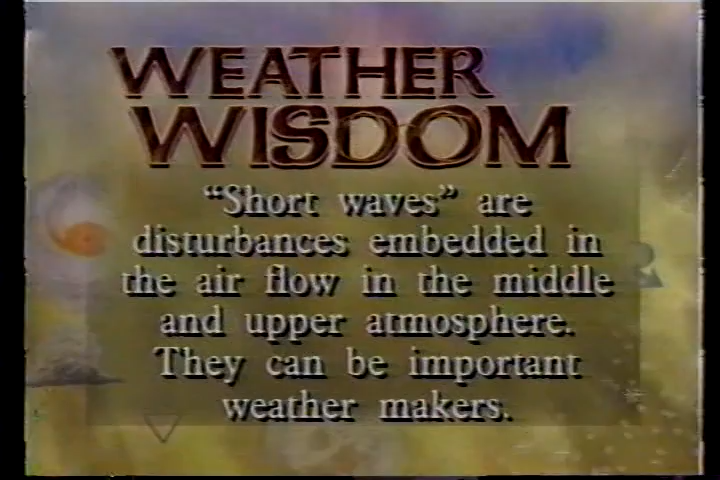 WEATHER
WISDOM
“Short waves” are
disturbances embedded in
the air flow in the middle
and upper atmosphere.
They can be important
weather makers.